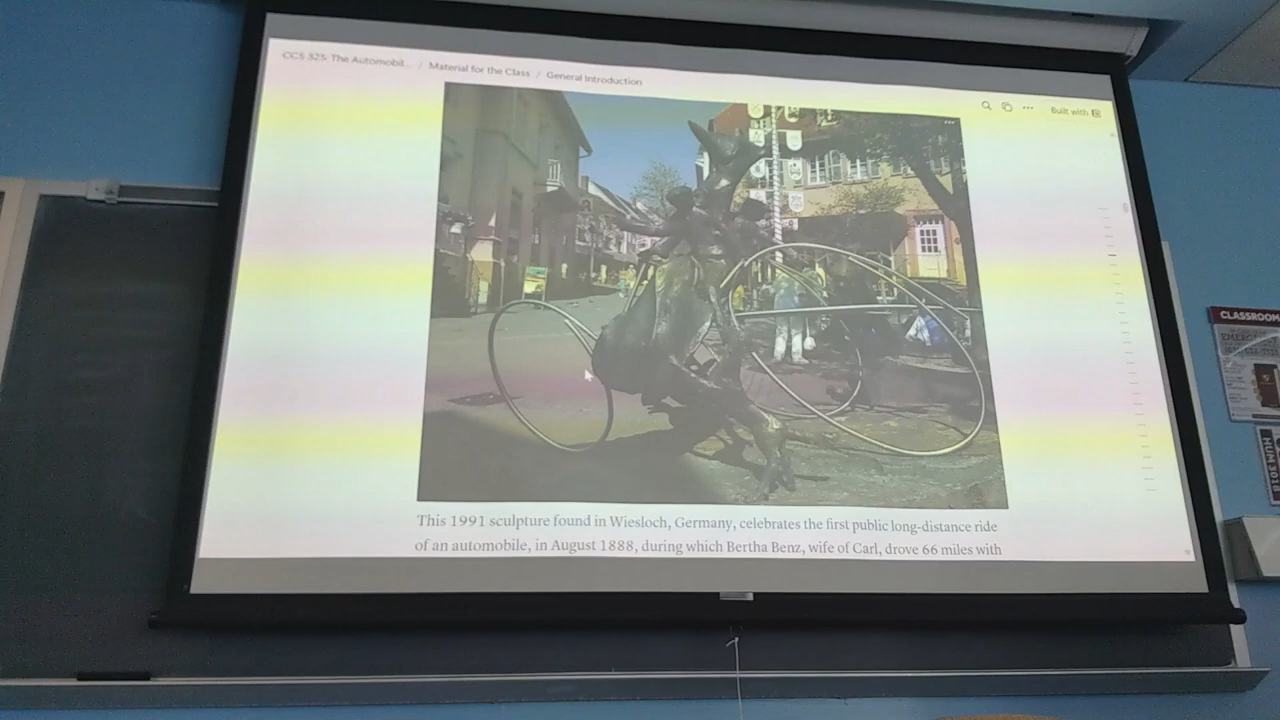 CCS 325: The Automobil... / Material for the Class / General Introduction
Built with
This 1991 sculpture found in Wiesloch, Germany, celebrates the first public long-distance ride
of an automobile, in August 1888, during which Bertha Benz, wife of Carl, drove 66 miles with
CLASSROOM
HUM 301B